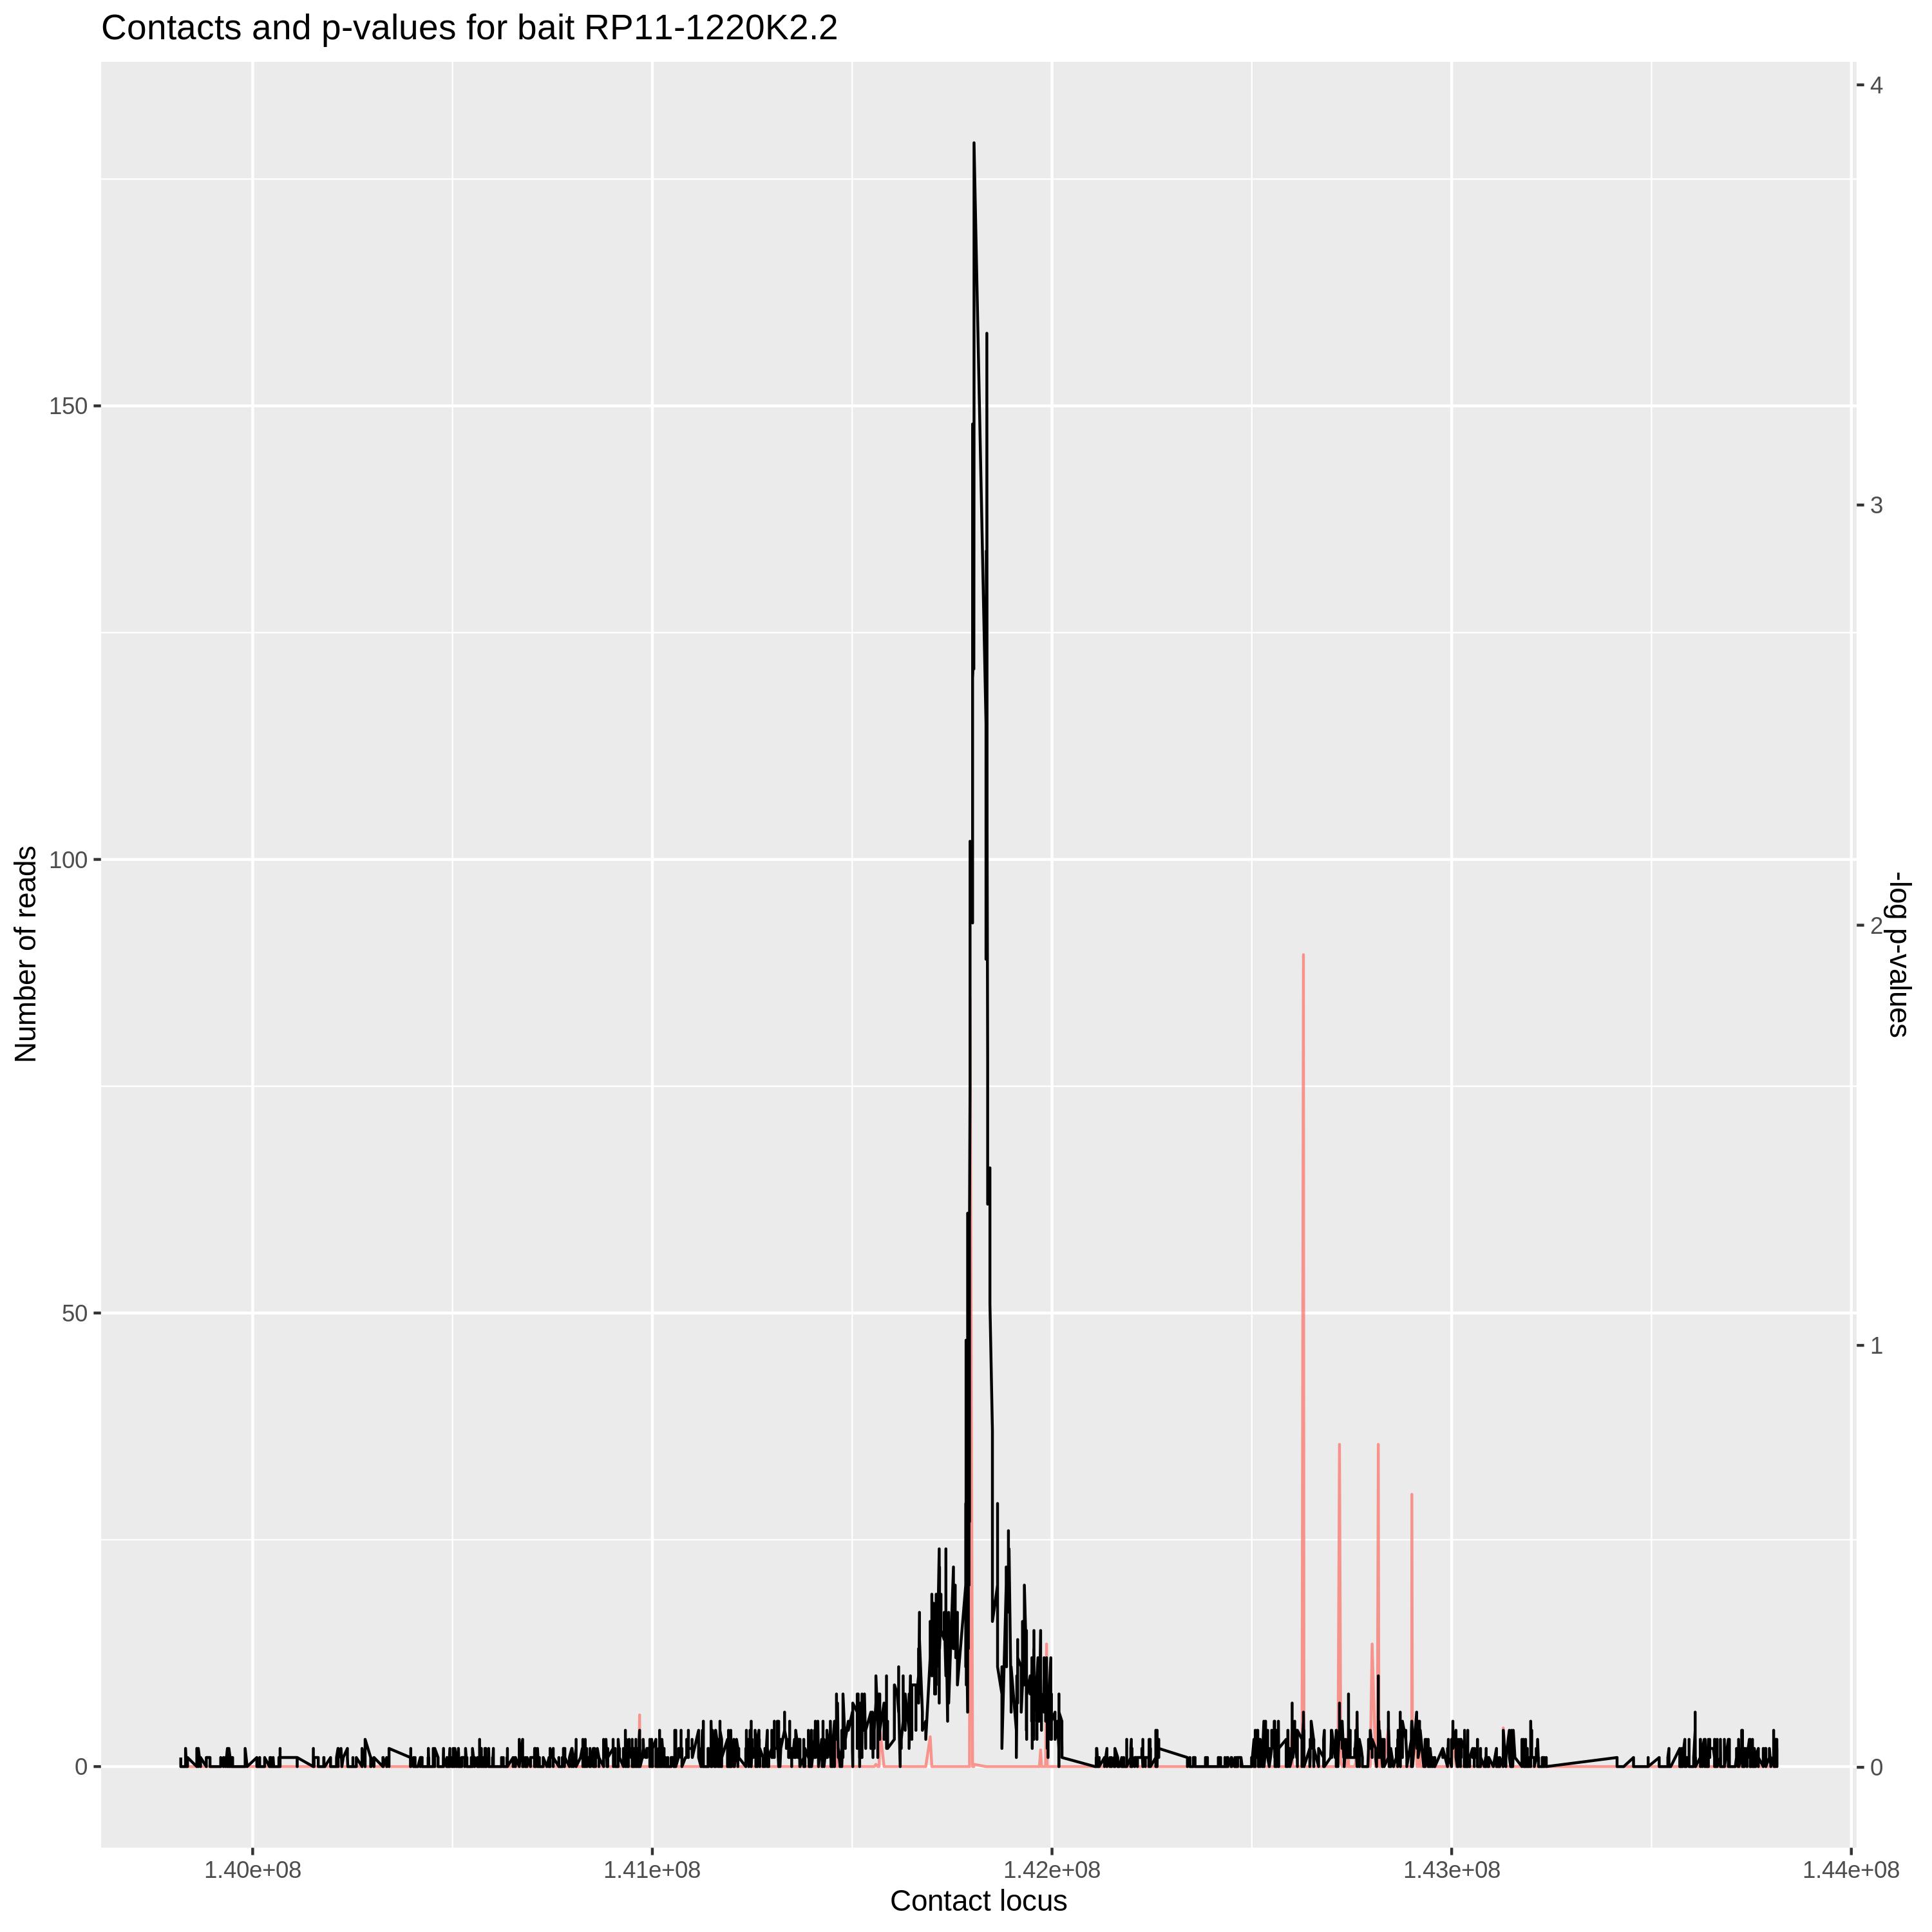 Contacts and p-values for bait RP11-1220K2.2
4
150
3
100
2
50
1
0
0
Number of reads
-log p-values
1.40e+08
1.41e+08
1.42e+08
1.43e+08
1.44e+08
Contact locus